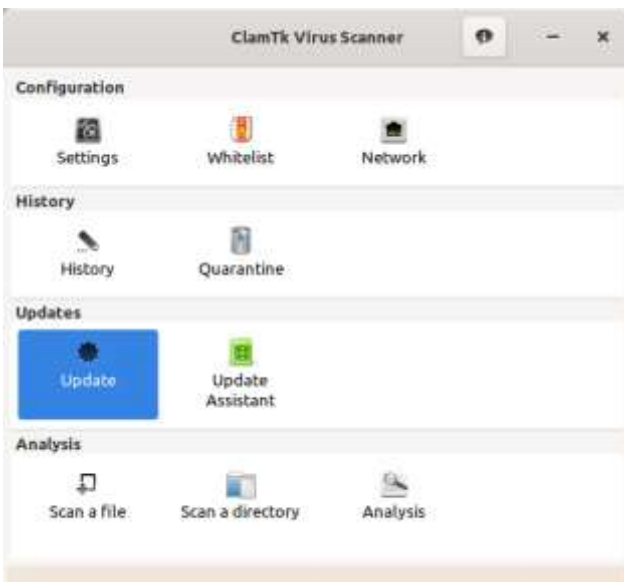 ClamTk Virus Scanner
Configuration
Settings
Whitelist
Network
History
History
Quarantine
Updates
Update
Update
Assistant
Analysis
Scan a file
Scan a directory
Analysis